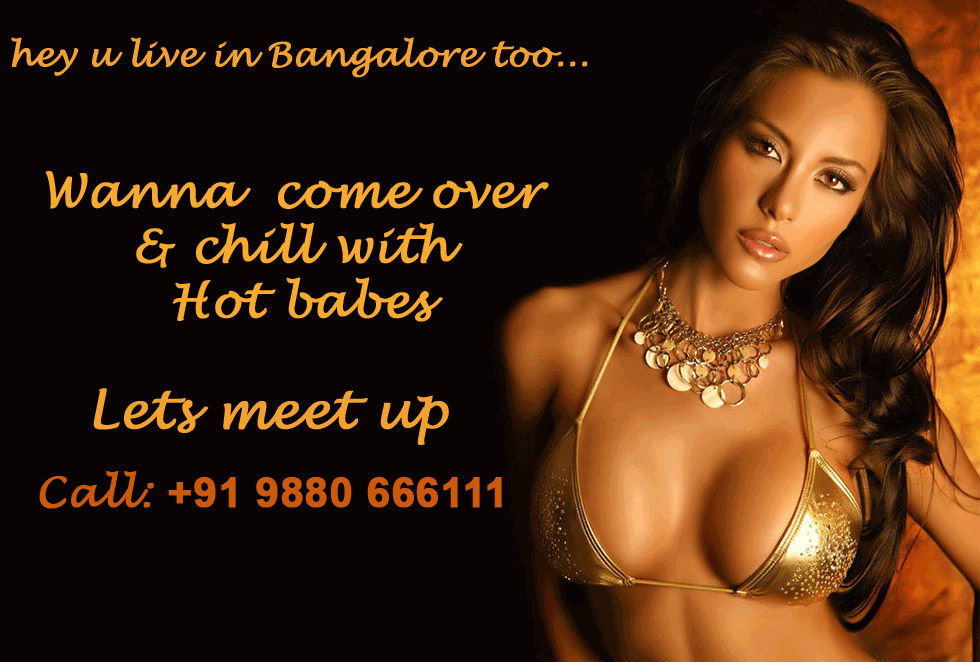 hey u live in Bangalore too...
Wanna come over
& chill with
Hot babes
Lets meet up
Call: +91 9880 666111